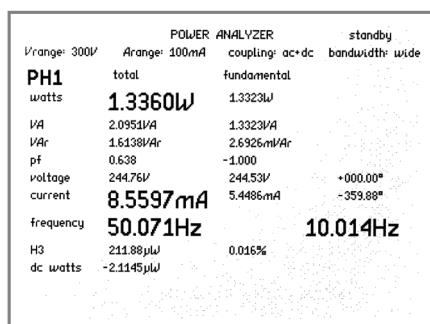 POWER ANALYZER standby
Vrange: 300V Arange: 100mA coupling: ac+dc bandwidth: wide
PH1 total fundamental
watts 1.3360W 1.3323W
VA 2.0951VA 1.3323VA
VAr 1.6138VAr 2.6926mVAr
pf 0.638 -1.000
voltage 244.76V 244.53V +000.00°
current 8.5597mA 5.4486mA -359.88°
frequency 50.071Hz 10.014Hz
H3 211.88µW 0.016%
dc watts -2.1145µW